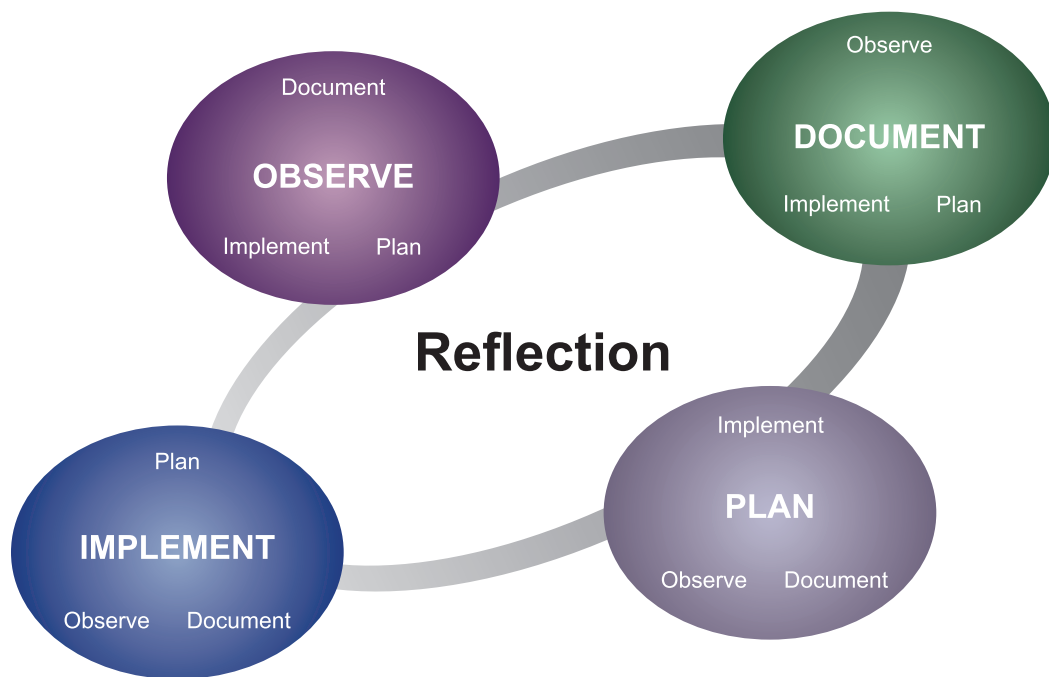 Document
OBSERVE
Implement Plan
Observe
DOCUMENT
Implement Plan
Reflection
Plan
IMPLEMENT
Observe Document
Implement
PLAN
Observe Document